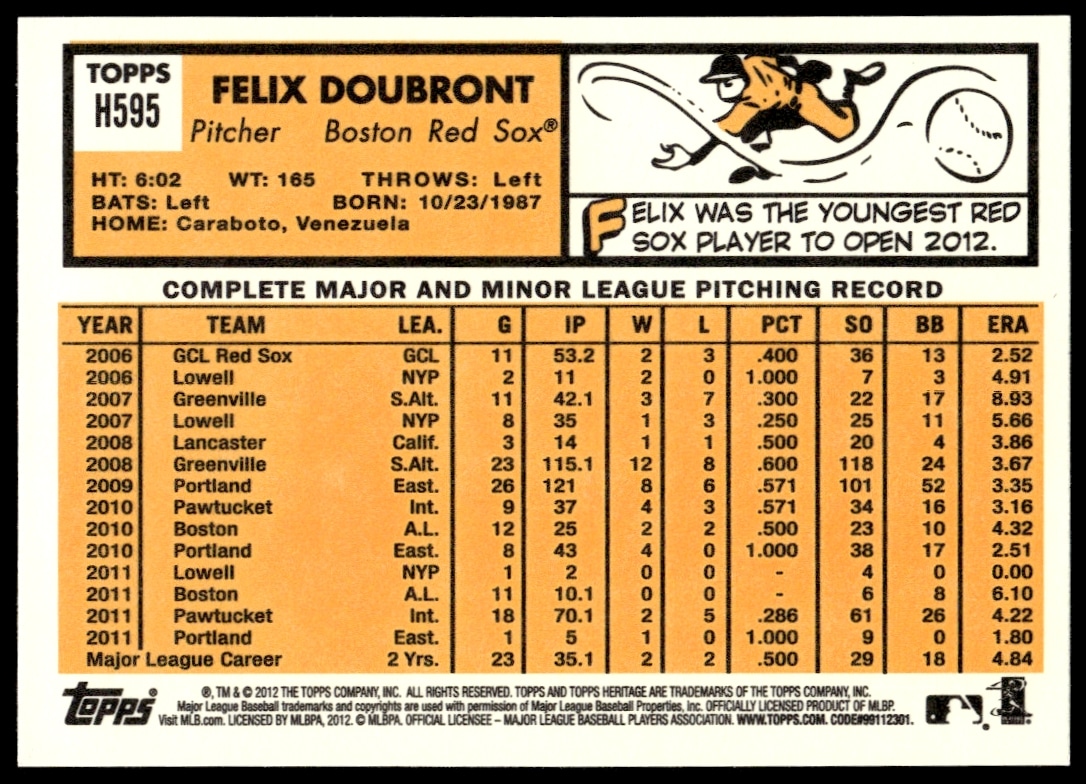 TOPPS
H595
FELIX DOUBRONT
Pitcher Boston Red Sox®
HT: 6:02 WT: 165 THROWS: Left
BATS: Left BORN: 10/23/1987
HOME: Caraboto, Venezuela
FELIX WAS THE YOUNGEST RED
SOX PLAYER TO OPEN 2012.
COMPLETE MAJOR AND MINOR LEAGUE PITCHING RECORD
YEAR TEAM LEA. G IP W L PCT SO BB ERA
2006 GCL Red Sox GCL 11 53.2 2 3 .400 36 13 2.52
2006 Lowell NYP 2 11 2 0 1.000 7 3 4.91
2007 Greenville S.Alt. 11 42.1 3 7 .300 22 17 8.93
2007 Lowell NYP 8 35 1 3 .250 25 11 5.66
2008 Lancaster Calif. 3 14 1 1 .500 20 4 3.86
2008 Greenville S.Alt. 23 115.1 12 8 .600 118 24 3.67
2009 Portland East. 26 121 8 6 .571 101 52 3.35
2010 Pawtucket Int. 9 37 4 3 .571 34 16 3.16
2010 Boston A.L. 12 25 2 2 .500 23 10 4.32
2010 Portland East. 8 43 4 0 1.000 38 17 2.51
2011 Lowell NYP 1 2 0 0 - 4 0 0.00
2011 Boston A.L. 11 10.1 0 0 - 6 8 6.10
2011 Pawtucket Int. 18 70.1 2 5 .286 61 26 4.22
2011 Portland East. 1 5 1 0 1.000 9 0 1.80
Major League Career 2 Yrs. 23 35.1 2 2 .500 29 18 4.84
topps®
®, TM & © 2012 THE TOPPS COMPANY, INC. ALL RIGHTS RESERVED. TOPPS AND TOPPS HERITAGE ARE TRADEMARKS OF THE TOPPS COMPANY, INC.
Major League Baseball trademarks and copyrights are used with permission of Major League Baseball Properties, Inc. OFFICIALLY LICENSED PRODUCT OF MLBP.
Visit MLB.com. LICENSED BY MLBPA, 2012. © MLBPA. OFFICIAL LICENSEE – MAJOR LEAGUE BASEBALL PLAYERS ASSOCIATION. WWW.TOPPS.COM. CODE#99112301.